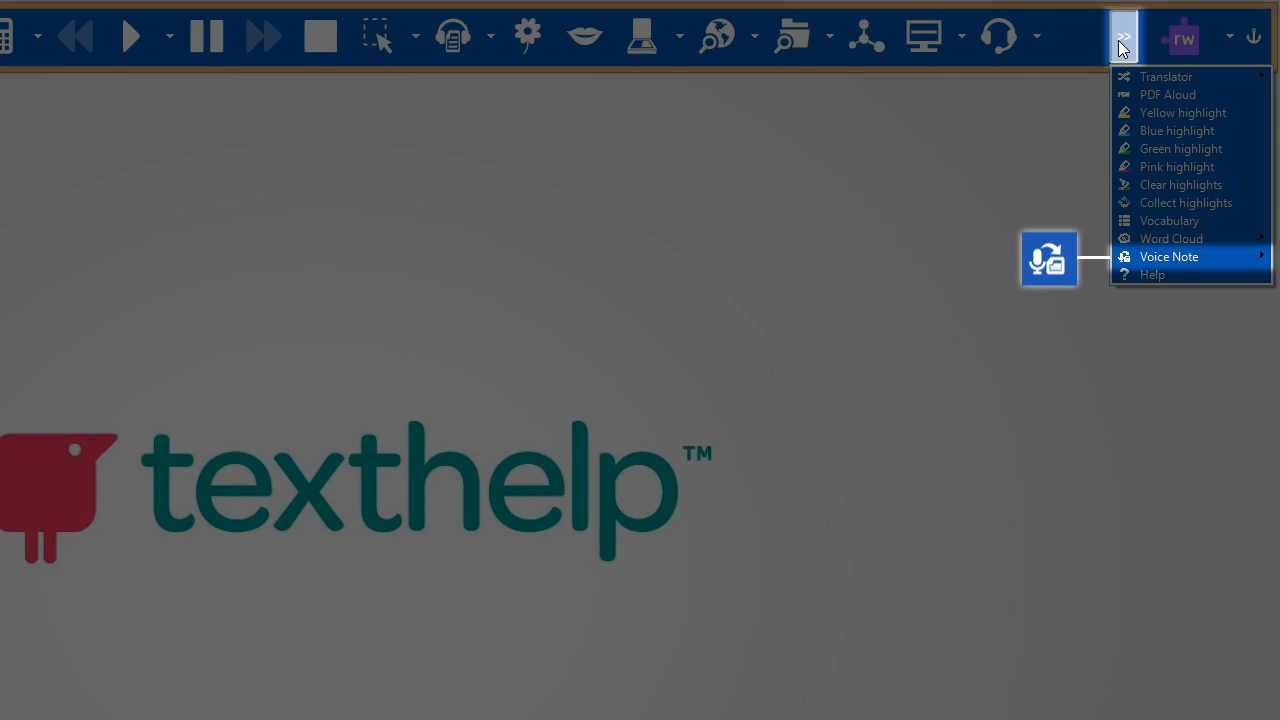 >>
rw
Translator
PDF Aloud
Yellow highlight
Blue highlight
Green highlight
Pink highlight
Clear highlights
Collect highlights
Vocabulary
Word Cloud
Voice Note
? Help
texthelp™